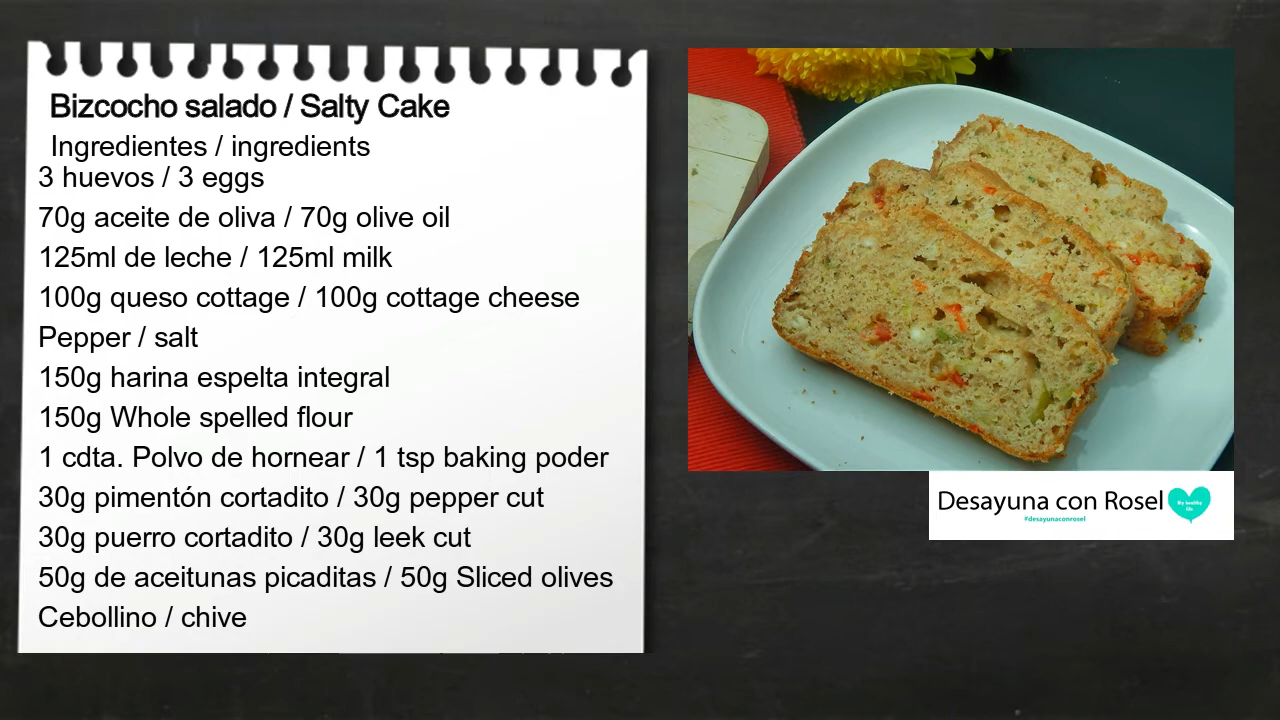 Bizcocho salado / Salty Cake
Ingredientes / ingredients
3 huevos / 3 eggs
70g aceite de oliva / 70g olive oil
125ml de leche / 125ml milk
100g queso cottage / 100g cottage cheese
Pepper / salt
150g harina espelta integral
150g Whole spelled flour
1 cdta. Polvo de hornear / 1 tsp baking poder
30g pimentón cortadito / 30g pepper cut
30g puerro cortadito / 30g leek cut
50g de aceitunas picaditas / 50g Sliced olives
Cebollino / chive
Desayuna con Rosel
My healthy
life
#desayunaconrosel